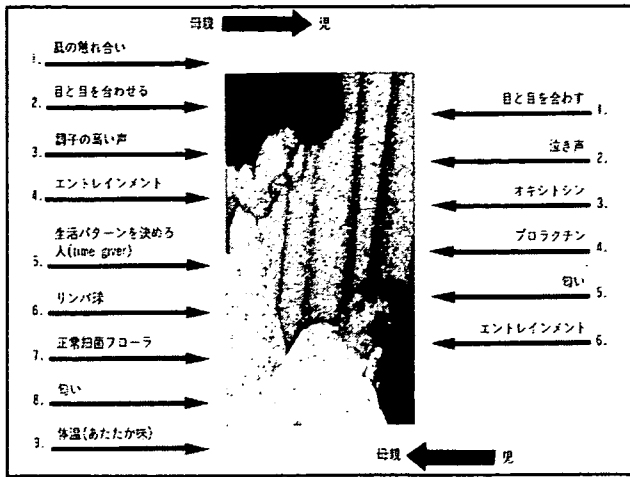 母親 児
1. 肌の触れ合い
2. 目と目を合わせる
3. 調子の高い声
4. エントレインメント
5. 生活パターンを決める
人(time giver)
6. リンパ球
7. 正常細菌フローラ
8. 匂い
9. 体温(あたたか味)
目と目を合わす 1.
泣き声 2.
オキシトシン 3.
プロラクチン 4.
匂い 5.
エントレインメント 6.
母親 児